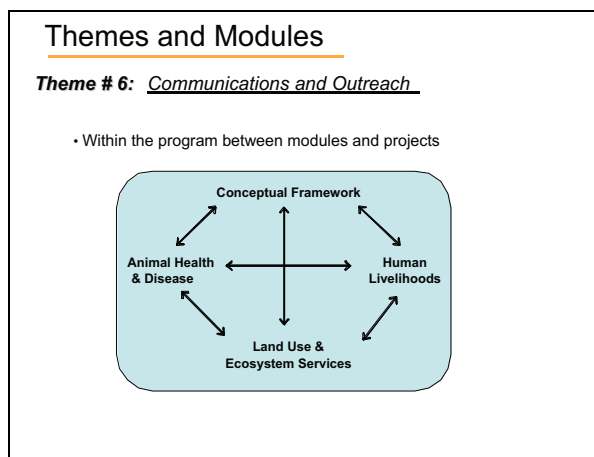 Themes and Modules
Theme # 6: Communications and Outreach
• Within the program between modules and projects
Conceptual Framework
Animal Health
& Disease
Human
Livelihoods
Land Use &
Ecosystem Services